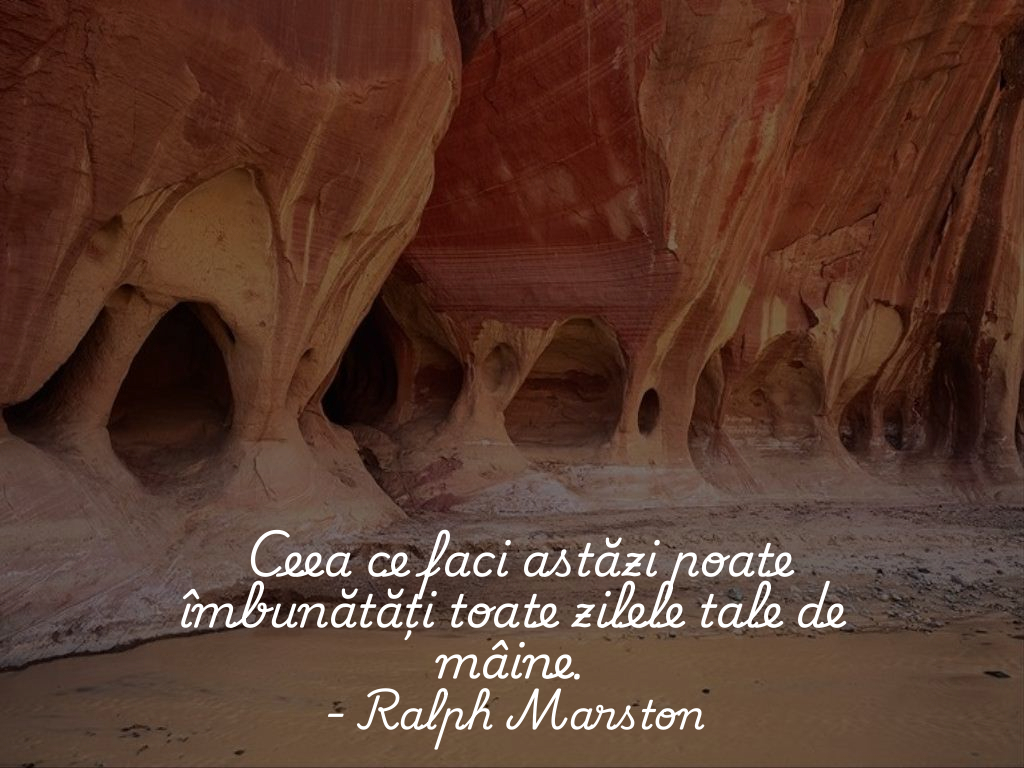 Ceea ce faci astăzi poate
îmbunătăți toate zilele tale de
mâine.
- Ralph Marston